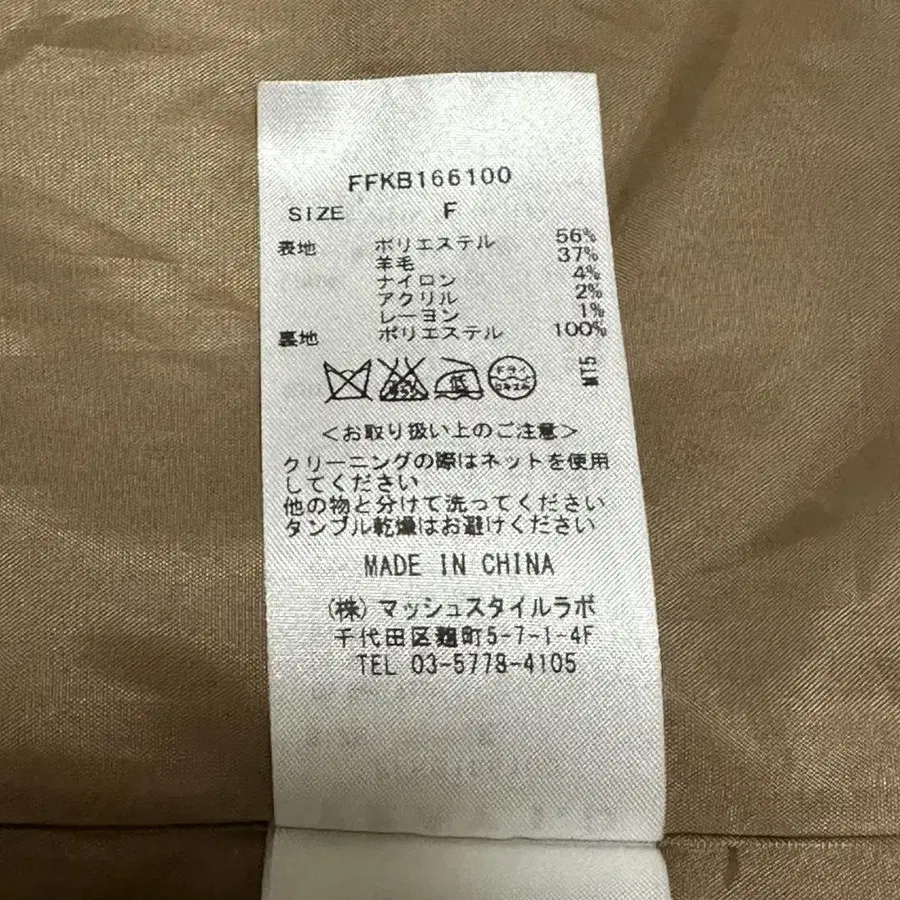 FFKB166100
SIZE F
表地 ポリエステル 56%
羊毛 37%
ナイロン 4%
アクリル 2%
レーヨン 1%
裏地 ポリエステル 100%
低 ドライ
MT5
<お取り扱い上のご注意>
クリーニングの際はネットを使用
してください
他の物と分けて洗ってください
タンブル乾燥はお避けください
MADE IN CHINA
(株)マッシュスタイルラボ
千代田区麹町5-7-1-4F
TEL 03-5778-4105